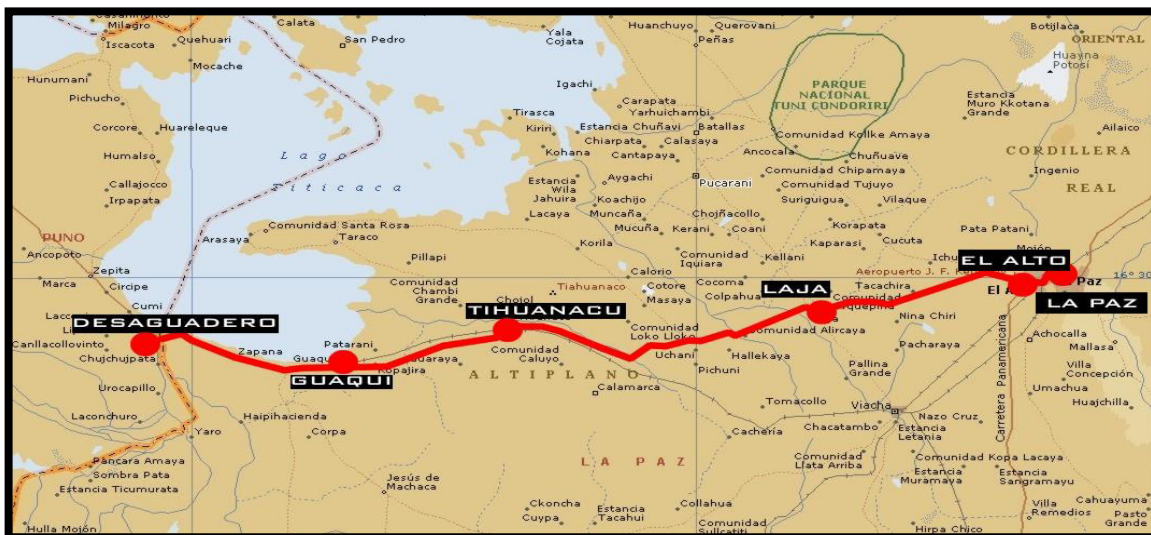 Casanimiento
Milagro
Iscacota
Quehuari
Calata
San Pedro
Mocache
Yala
Cojata
Huanchuyo
Querovani
Peñas
Botijlaca
ORIENTAL
Huayna
Potosí
Hunumani
Pichucho
Igachi
PARQUE
NACIONAL
TUNI CONDORIRI
Estancia
Muro Kkotana
Grande
Corcore
Huareleque
Tirasca
Carapata
Yarhuichambi
Kiriri
Estancia Chuñavi
Batallas
Ailaico
Comunidad Kollke Amaya
Humalso
Lago
Titicaca
Kohana
Chiarpata
Calasaya
Cantapaya
Ancocala
Chuñuave
CORDILLERA
REAL
Callajocco
Irpapata
Estancia
Wila
Jahuira
Aygachi
Pucarani
Comunidad Chipamaya
Comunidad Tujuyo
Ingenio
Koachijo
Suriguigua
Vilaque
Lacaya
Muncaña
Chojñacollo
PUNO
Arasaya
Comunidad Santa Rosa
Taraco
Mucuña
Kerani
Coani
Korapata
Pata Patani
Ancopoto
Korila
Kaparasi
Cucuta
Mojón
Zepita
Pillapi
Comunidad
Iquiara
Kellani
Ichu
EL ALTO
Marca
Circipe
Comunidad
Chambi
Grande
Tiahuanaco
Calorio
Cotore
Cocoma
Aeropuerto J. F. Ke
Paz
16° 30
Cumi
Chojol
Masaya
Colpahua
LAJA
Comunidad
Tacachira
El A
LA PAZ
DESAGUADERO
TIHUANACU
Nina Chiri
Canllacollovinto
Chujchujpata
Zapana
Patarani
Guaqu
Comunidad
Caluyo
Comunidad
Loko Lloko
Comunidad Alircaya
Achocalla
Mallasa
GUAQUI
Kopajira
ALTIPLANO
Uchani
Hallekaya
Pacharaya
Urocapillo
Calamarca
Pichuni
Pallina
Grande
Carretera Panamericana
Villa
Concepción
Umachua
Laconchuro
Haipihacienda
Tomacollo
Viacha
Huajchilla
Yaro
Corpa
Cachería
Chacatambo
Nazo Cruz
Estancia
Letania
Pàncara Amaya
Sombra Pata
LA PAZ
Comunidad
Llata Arriba
Comunidad Kopa Lacaya
Estancia
Muramaya
Estancia
Sangramayu
Estancia Ticumurata
Jesús de
Machaca
Ckoncha
Cuypa
Estancia
Tacahui
Collahua
Comunidad
Sullcatiti
Hirpa Chico
Villa
Remedios
Cahuayuma
Pasto
Grande
Hulla Mojón